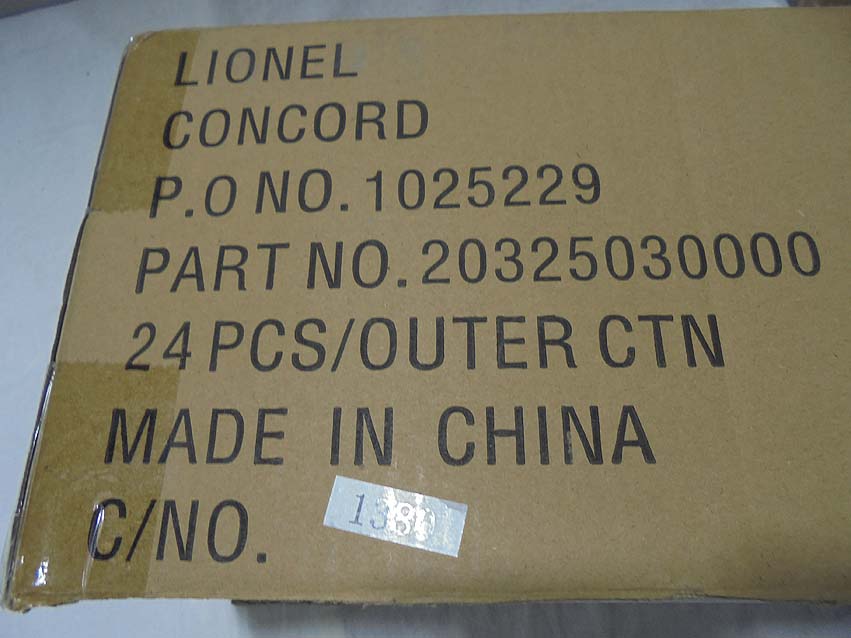 LIONEL
CONCORD
P.O NO. 1025229
PART NO. 20325030000
24 PCS/OUTER CTN
MADE IN CHINA
C/NO.